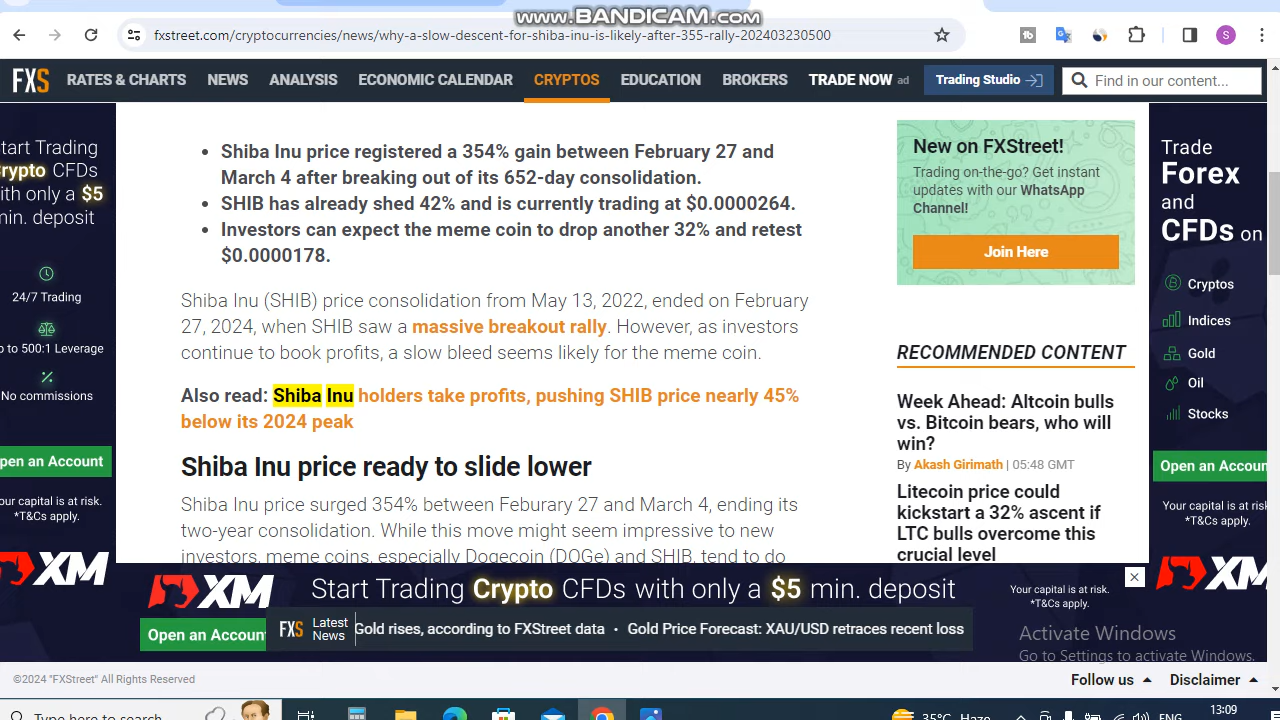 www.BANDICAM.com
fxstreet.com/cryptocurrencies/news/why-a-slow-descent-for-shiba-inu-is-likely-after-355-rally-202403230500
S
FXS RATES & CHARTS NEWS ANALYSIS ECONOMIC CALENDAR CRYPTOS EDUCATION BROKERS TRADE NOW ad Trading Studio Find in our content...
tart Trading
Crypto CFDs
ith only a $5
min. deposit
24/7 Trading
p to 500:1 Leverage
No commissions
pen an Account
our capital is at risk.
*T&Cs apply.
XM
• Shiba Inu price registered a 354% gain between February 27 and
March 4 after breaking out of its 652-day consolidation.
• SHIB has already shed 42% and is currently trading at $0.0000264.
• Investors can expect the meme coin to drop another 32% and retest
$0.0000178.
Shiba Inu (SHIB) price consolidation from May 13, 2022, ended on February
27, 2024, when SHIB saw a massive breakout rally. However, as investors
continue to book profits, a slow bleed seems likely for the meme coin.
Also read: Shiba Inu holders take profits, pushing SHIB price nearly 45%
below its 2024 peak
Shiba Inu price ready to slide lower
Shiba Inu price surged 354% between Feburary 27 and March 4, ending its
two-year consolidation. While this move might seem impressive to new
investors, meme coins, especially Dogecoin (DOGe) and SHIB, tend to do
New on FXStreet!
Trading on-the-go? Get instant
updates with our WhatsApp
Channel!
Join Here
RECOMMENDED CONTENT
Week Ahead: Altcoin bulls
vs. Bitcoin bears, who will
win?
By Akash Girimath | 05:48 GMT
Litecoin price could
kickstart a 32% ascent if
LTC bulls overcome this
crucial level
Trade
Forex
and
CFDs on
Cryptos
Indices
Gold
Oil
Stocks
Open an Accoun
Your capital is at risk.
*T&Cs apply.
XM
XM
Start Trading Crypto CFDs with only a $5 min. deposit
Your capital is at risk.
*T&Cs apply.
Open an Accoun
FXS Latest News Gold rises, according to FXStreet data • Gold Price Forecast: XAU/USD retraces recent loss
Activate Windows
Go to Settings to activate Windows.
©2024 "FXStreet" All Rights Reserved
Follow us Disclaimer
Type here to search
35°C Haze
ENG
13:09